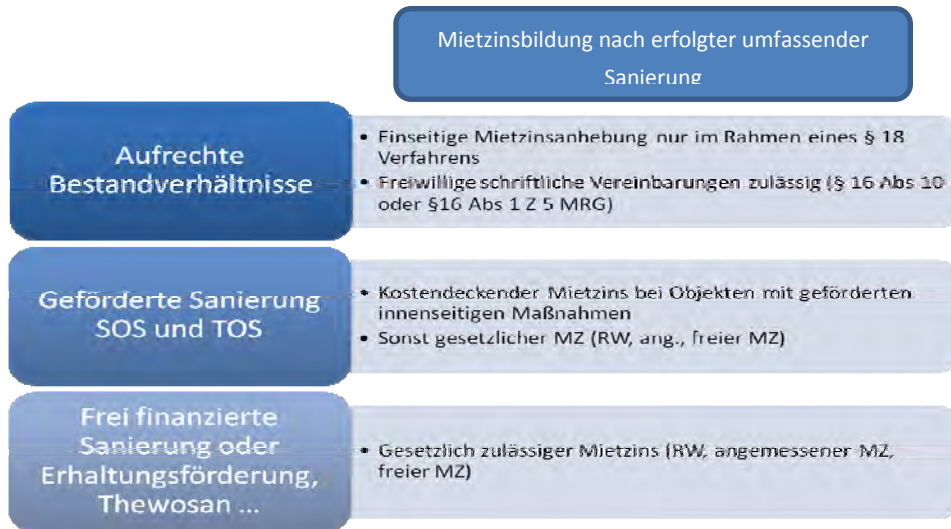 Mietzinsbildung nach erfolgter umfassender
Sanierung
Aufrechte
Bestandverhältnisse
• Einseitige Mietzinsanhebung nur im Rahmen eines § 18
Verfahrens
• Freiwillige schriftliche Vereinbarungen zulässig (§ 16 Abs 10
oder §16 Abs 1 Z 5 MRG)
Geförderte Sanierung
SOS und TOS
• Kostendeckender Mietzins bei Objekten mit geförderten
innenseitigen Maßnahmen
• Sonst gesetzlicher MZ (RW, ang., freier MZ)
Frei finanzierte
Sanierung oder
Erhaltungsförderung,
Thewosan ...
• Gesetzlich zulässiger Mietzins (RW, angemessener MZ,
freier MZ)